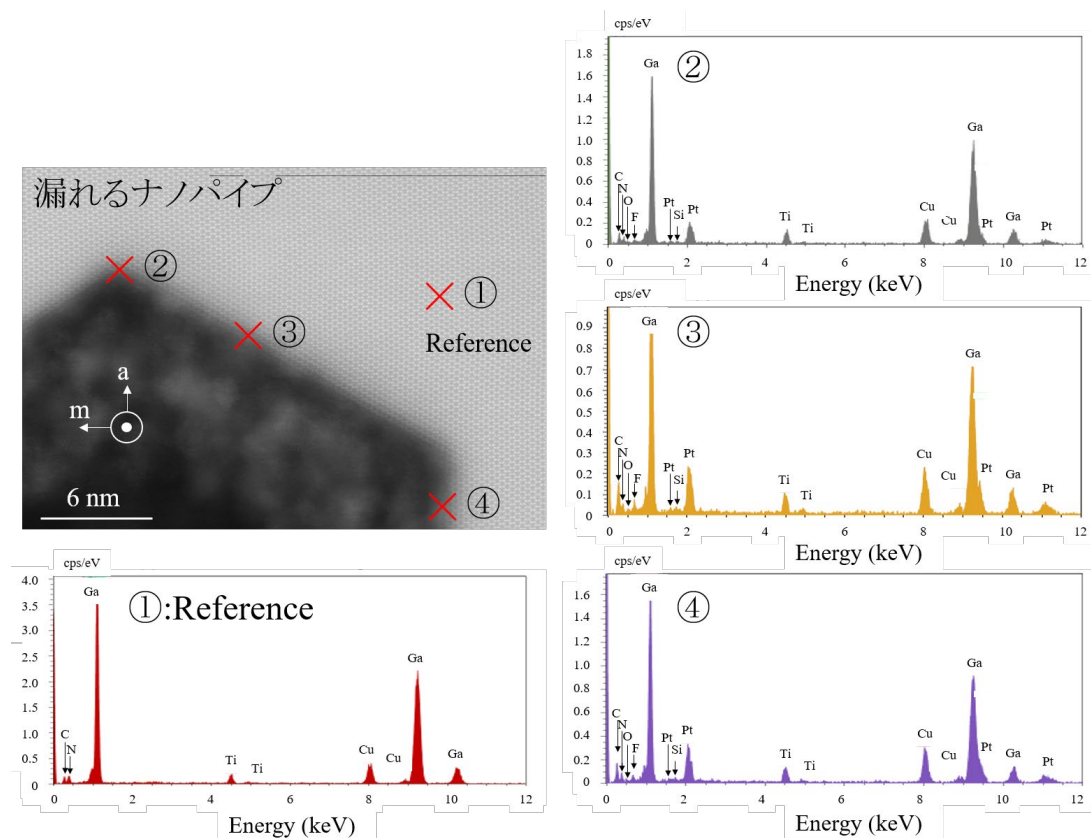 漏れるナノパイプ
②
①
③
Reference
a
m
6 nm
④
cps/eV
②
Ga
Ga
C
N
O
F
Pt
Si
Pt
Ti
Ti
Cu
Cu
Pt
Ga
Pt
1.8
1.6
1.4
1.2
1.0
0.8
0.6
0.4
0.2
0
0 2 4 6 8 10 12
Energy (keV)
cps/eV
③
Ga
Ga
C
N
O
F
Pt
Si
Pt
Ti
Ti
Cu
Cu
Pt
Ga
Pt
0.9
0.8
0.7
0.6
0.5
0.4
0.3
0.2
0.1
0
0 2 4 6 8 10 12
Energy (keV)
cps/eV
①:Reference
Ga
Ga
C
N
Ti
Ti
Cu
Cu
Ga
4.0
3.5
3.0
2.5
2.0
1.5
1.0
0.5
0
0 2 4 6 8 10 12
Energy (keV)
cps/eV
④
Ga
Ga
C
N
O
F
Pt
Si
Pt
Ti
Ti
Cu
Cu
Pt
Ga
Pt
1.6
1.4
1.2
1.0
0.8
0.6
0.4
0.2
0
0 2 4 6 8 10 12
Energy (keV)